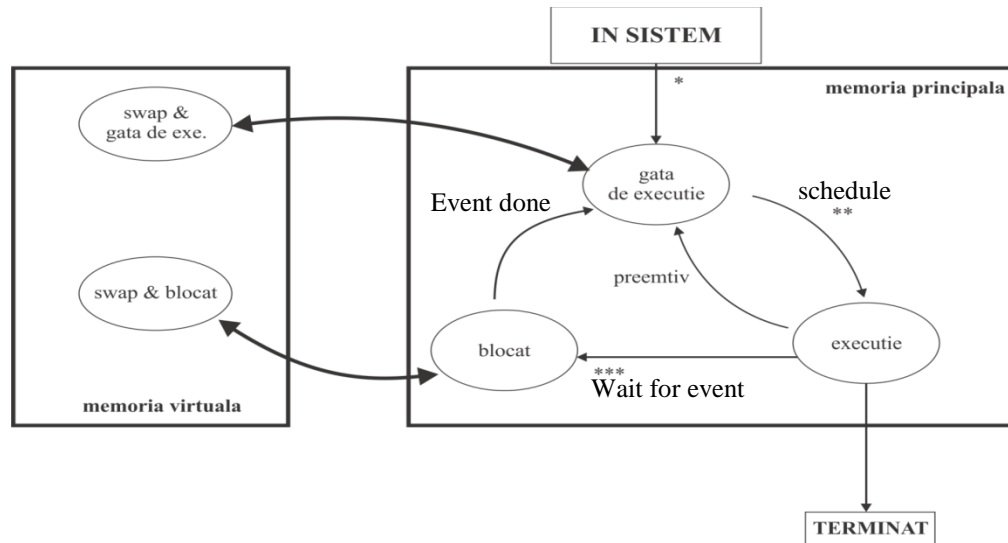 IN SISTEM
*
memoria principala
swap &
gata de exe.
gata
de executie
Event done
schedule
**
preemtiv
swap & blocat
blocat
executie
***
Wait for event
memoria virtuala
TERMINAT